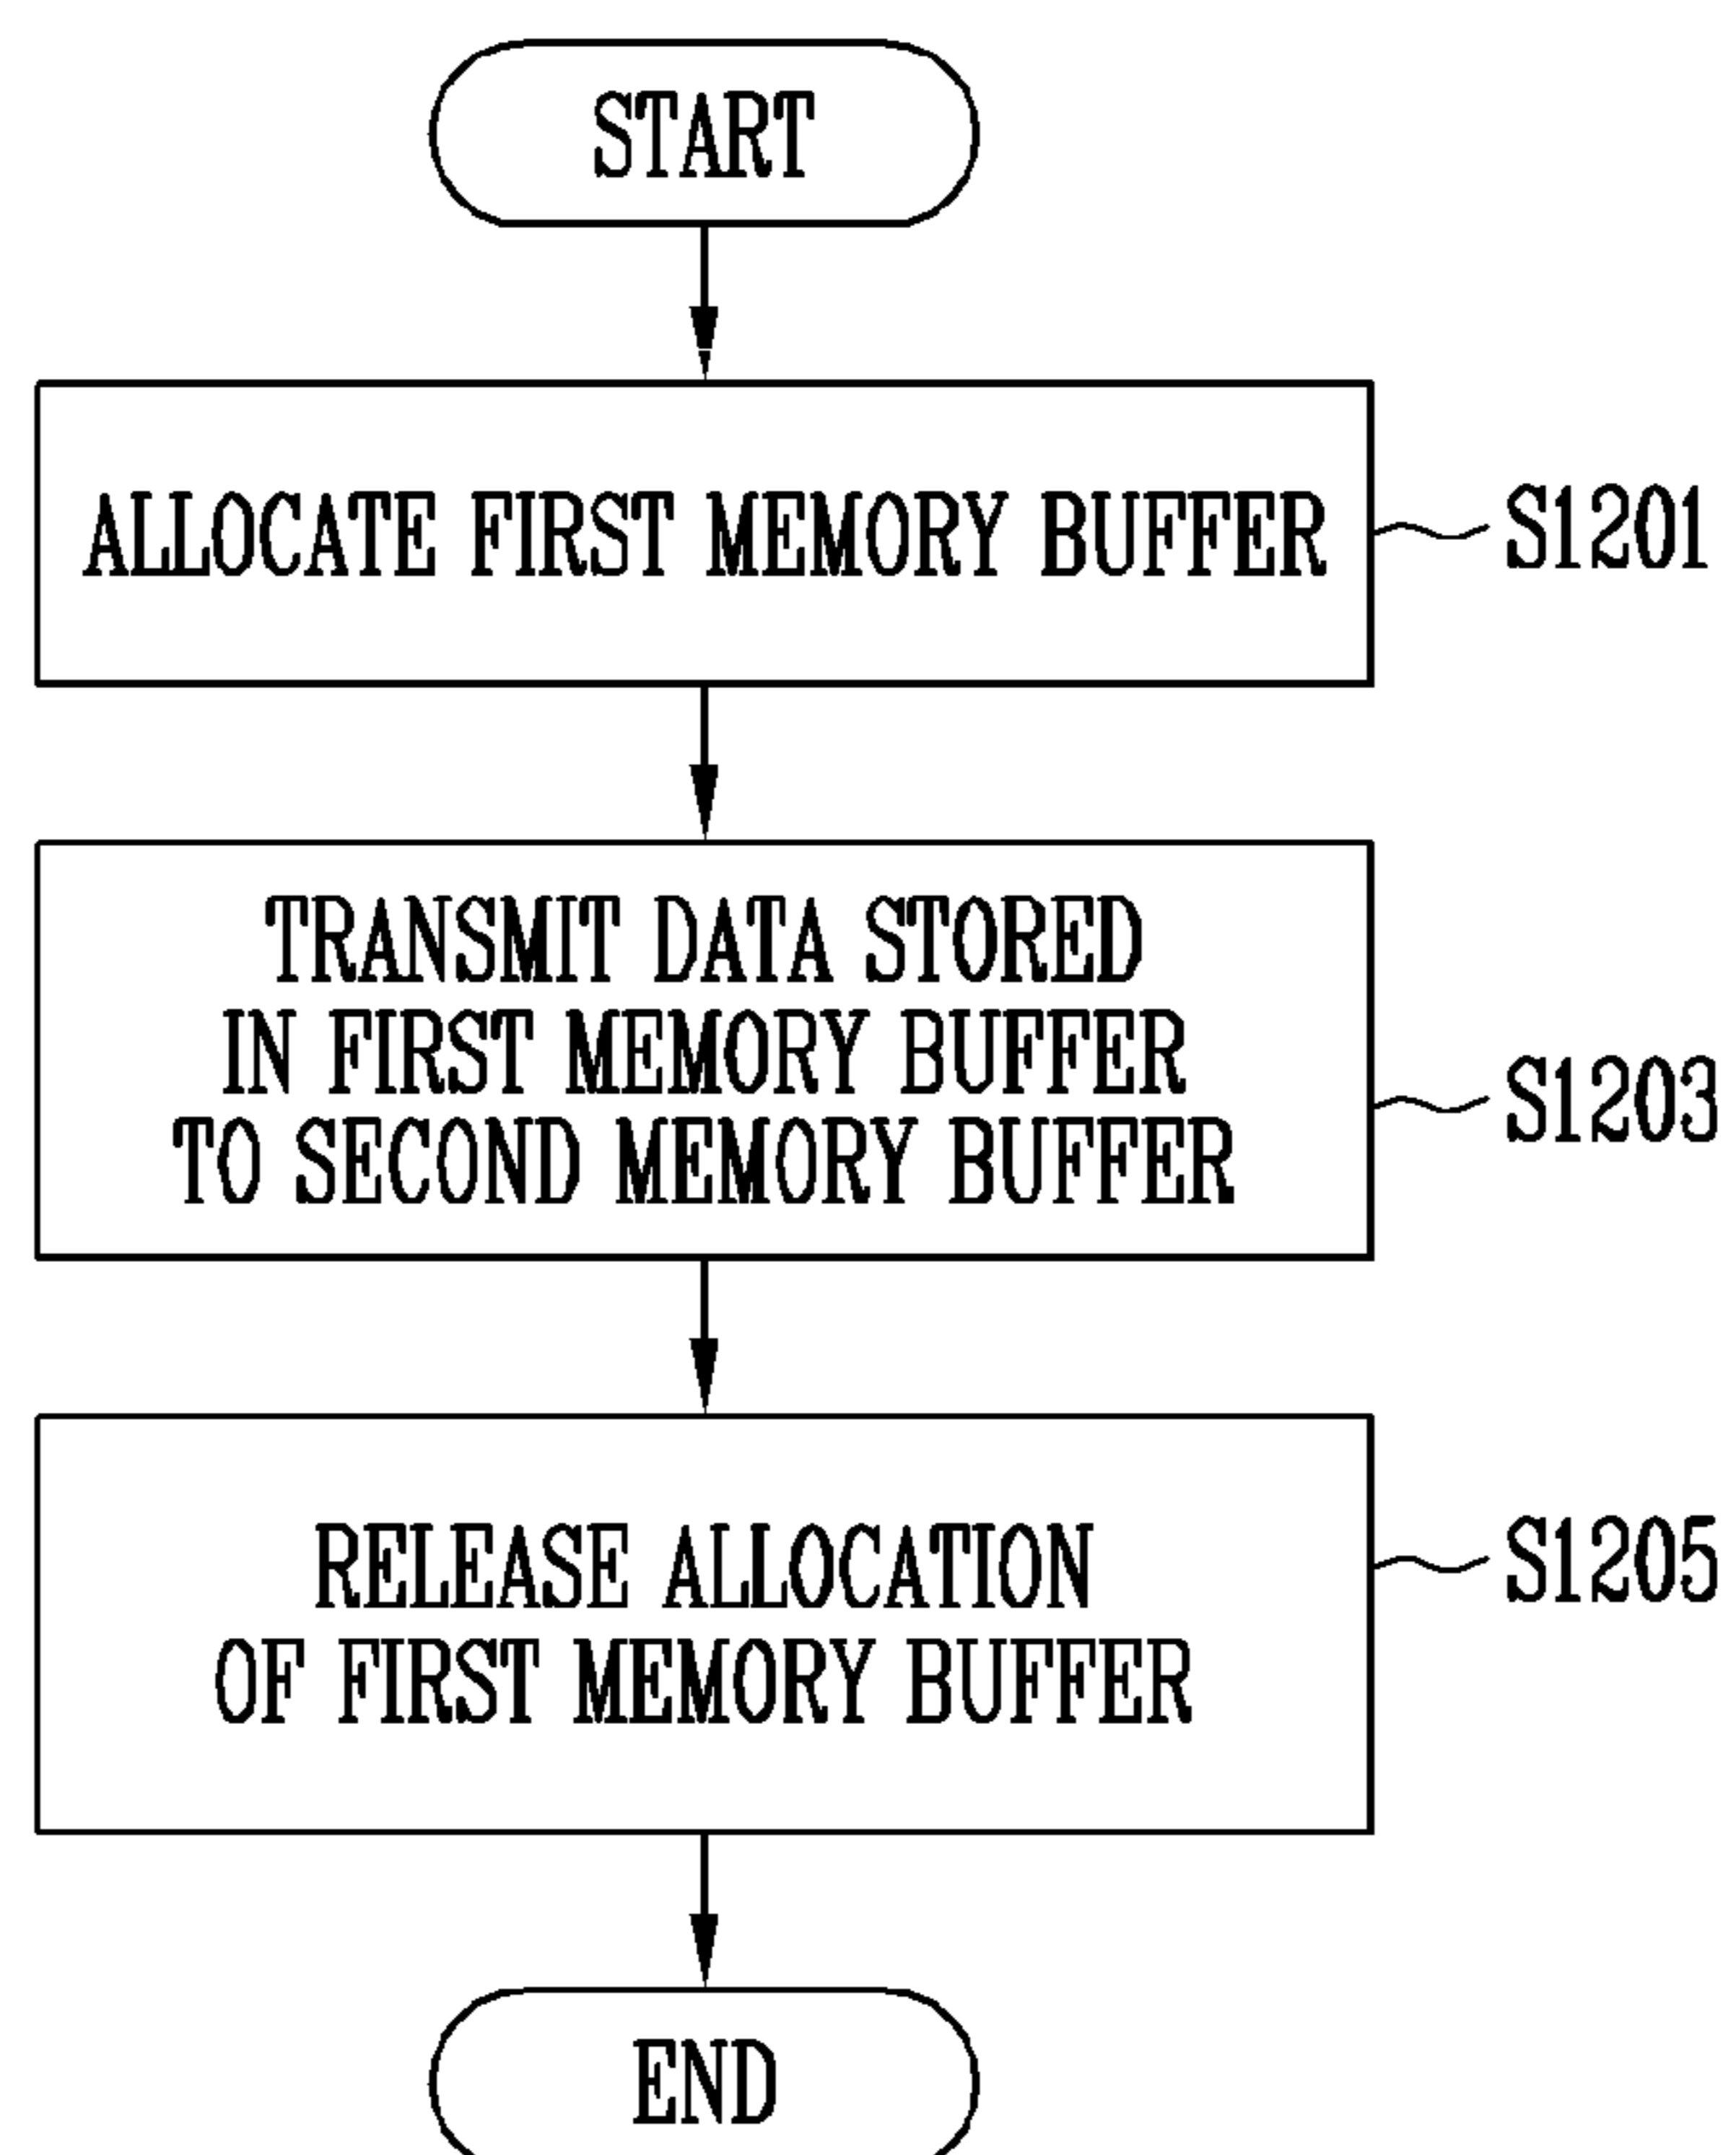 START
ALLOCATE FIRST MEMORY BUFFER
S1201
TRANSMIT DATA STORED
IN FIRST MEMORY BUFFER
TO SECOND MEMORY BUFFER
S1203
RELEASE ALLOCATION
OF FIRST MEMORY BUFFER
S1205
END